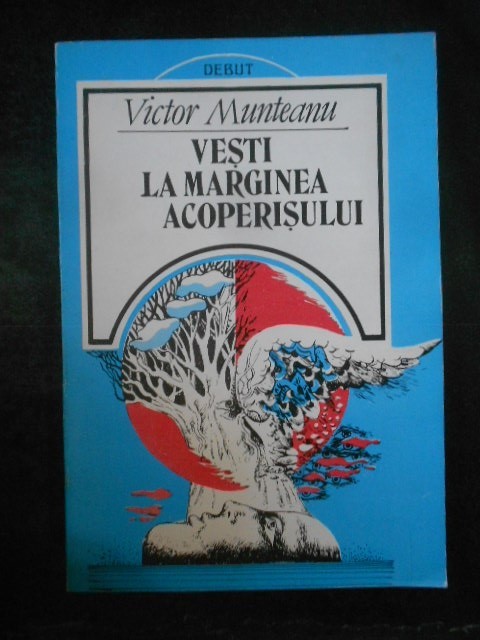 DEBUT
Victor Munteanu
VEȘTI
LA MARGINEA
ACOPERIȘULUI